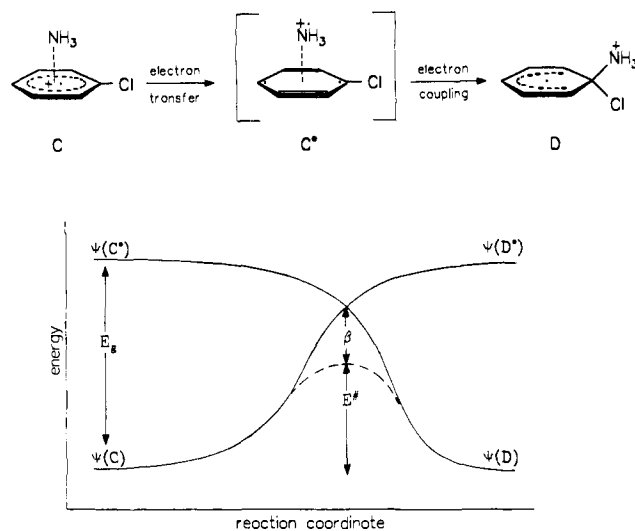 +·
NH3
NH3
+
NH3
+·
Cl
electron
transfer
Cl
electron
coupling
Cl
C
C*
D
Ψ(C*)
Ψ(D*)
Eg
β
E#
Ψ(C)
Ψ(D)
energy
reaction coordinate